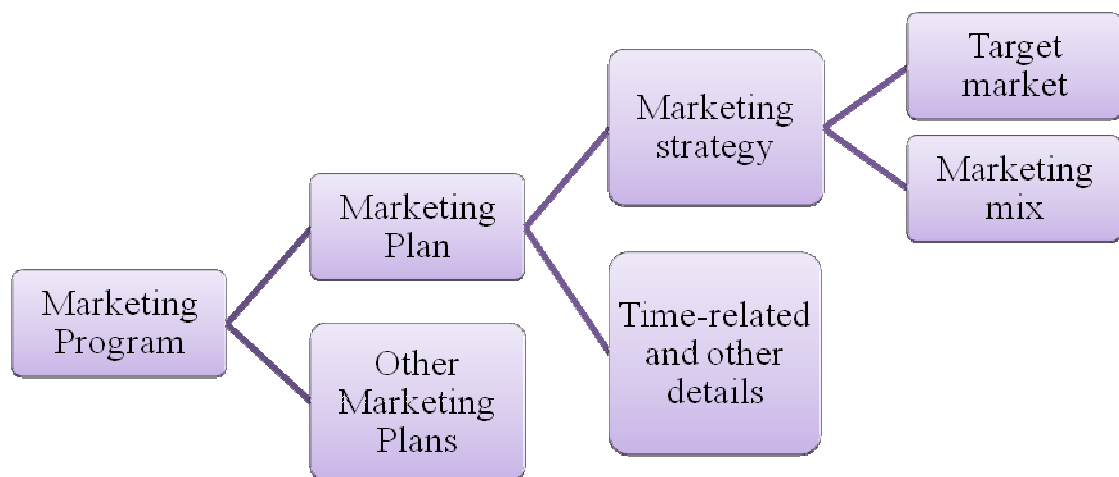 Marketing
Program
Marketing
Plan
Other
Marketing
Plans
Marketing
strategy
Time-related
and other
details
Target
market
Marketing
mix